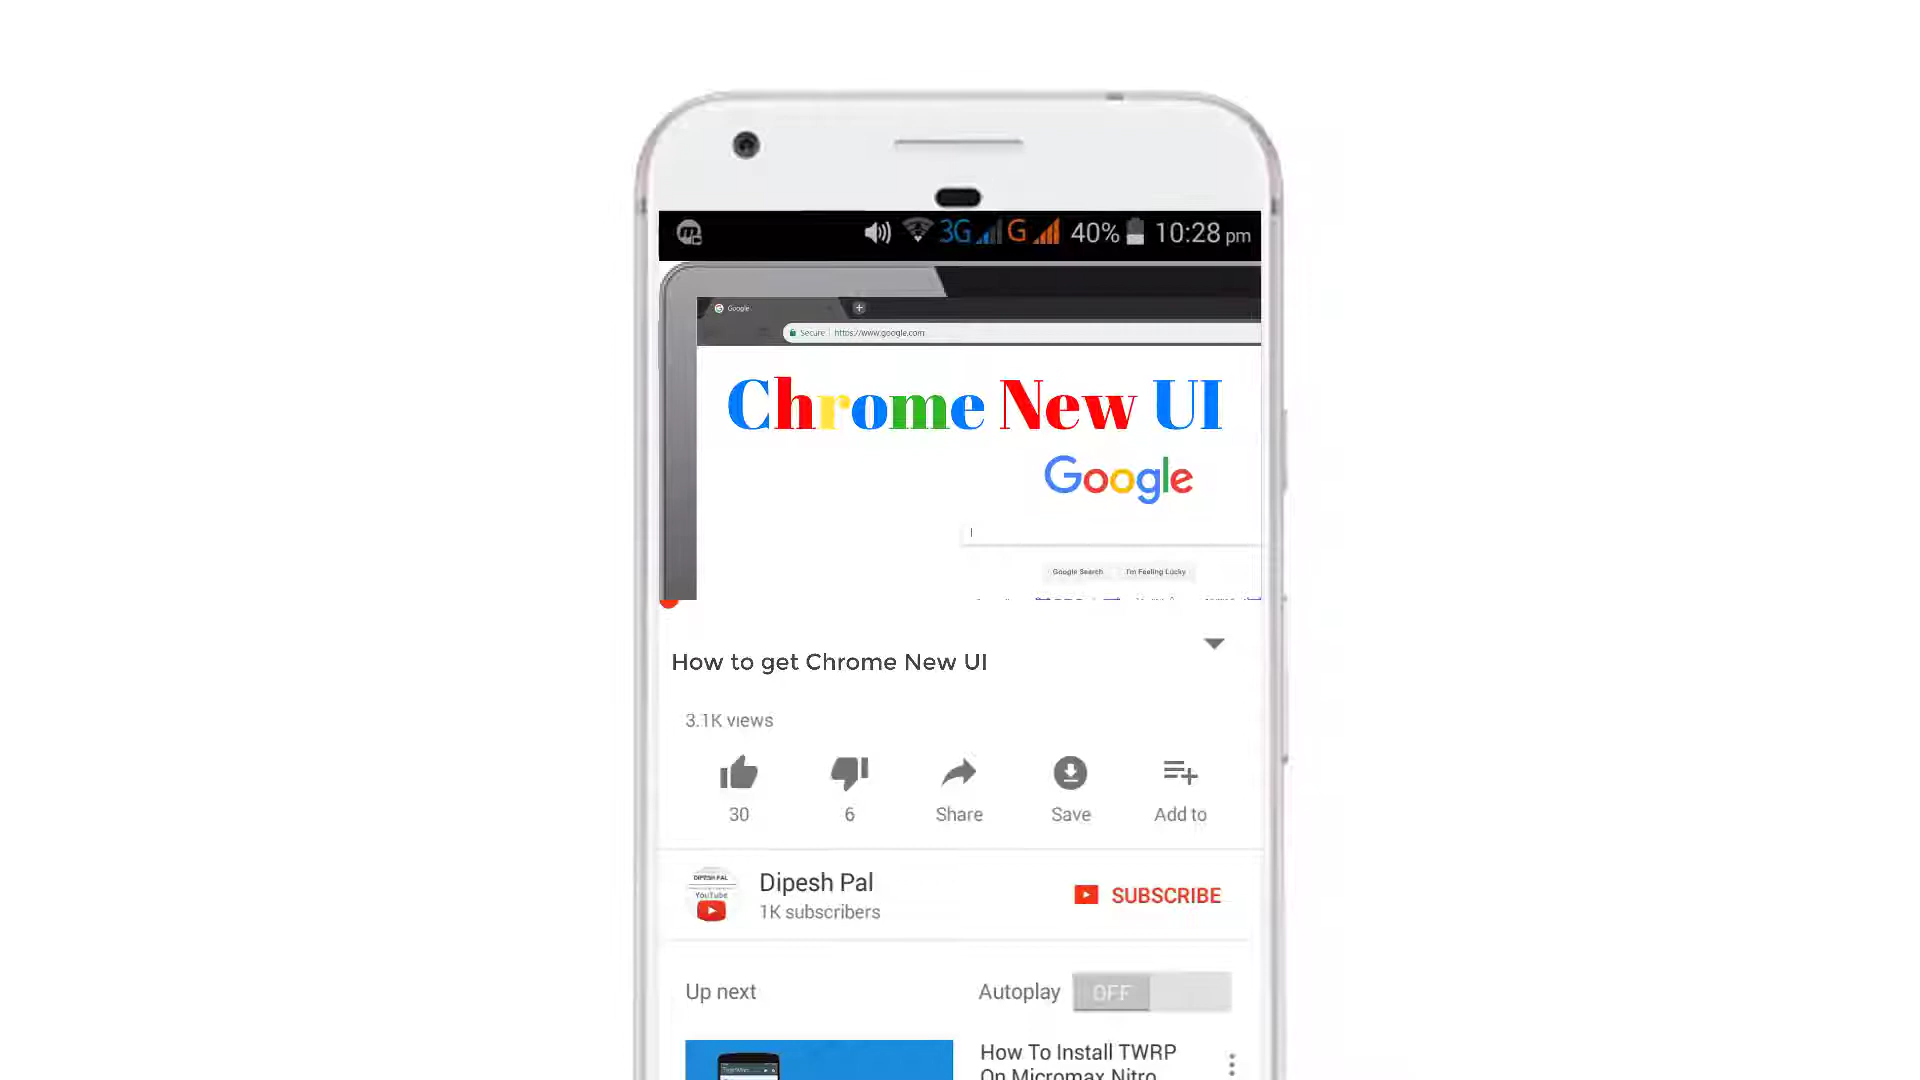 3G G 40% 10:28 pm
Google
Secure https://www.google.com
Chrome New UI
Google
Google Search I'm Feeling Lucky
How to get Chrome New UI
3.1K views
30 6 Share Save Add to
DIPESH PAL
YouTube
Dipesh Pal
1K subscribers
SUBSCRIBE
Up next Autoplay OFF
How To Install TWRP
On Micromax Nitro